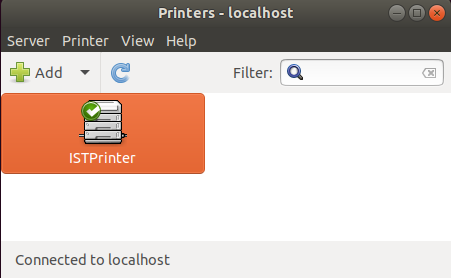 Printers - localhost
Server Printer View Help
Add Filter:
ISTPrinter
Connected to localhost